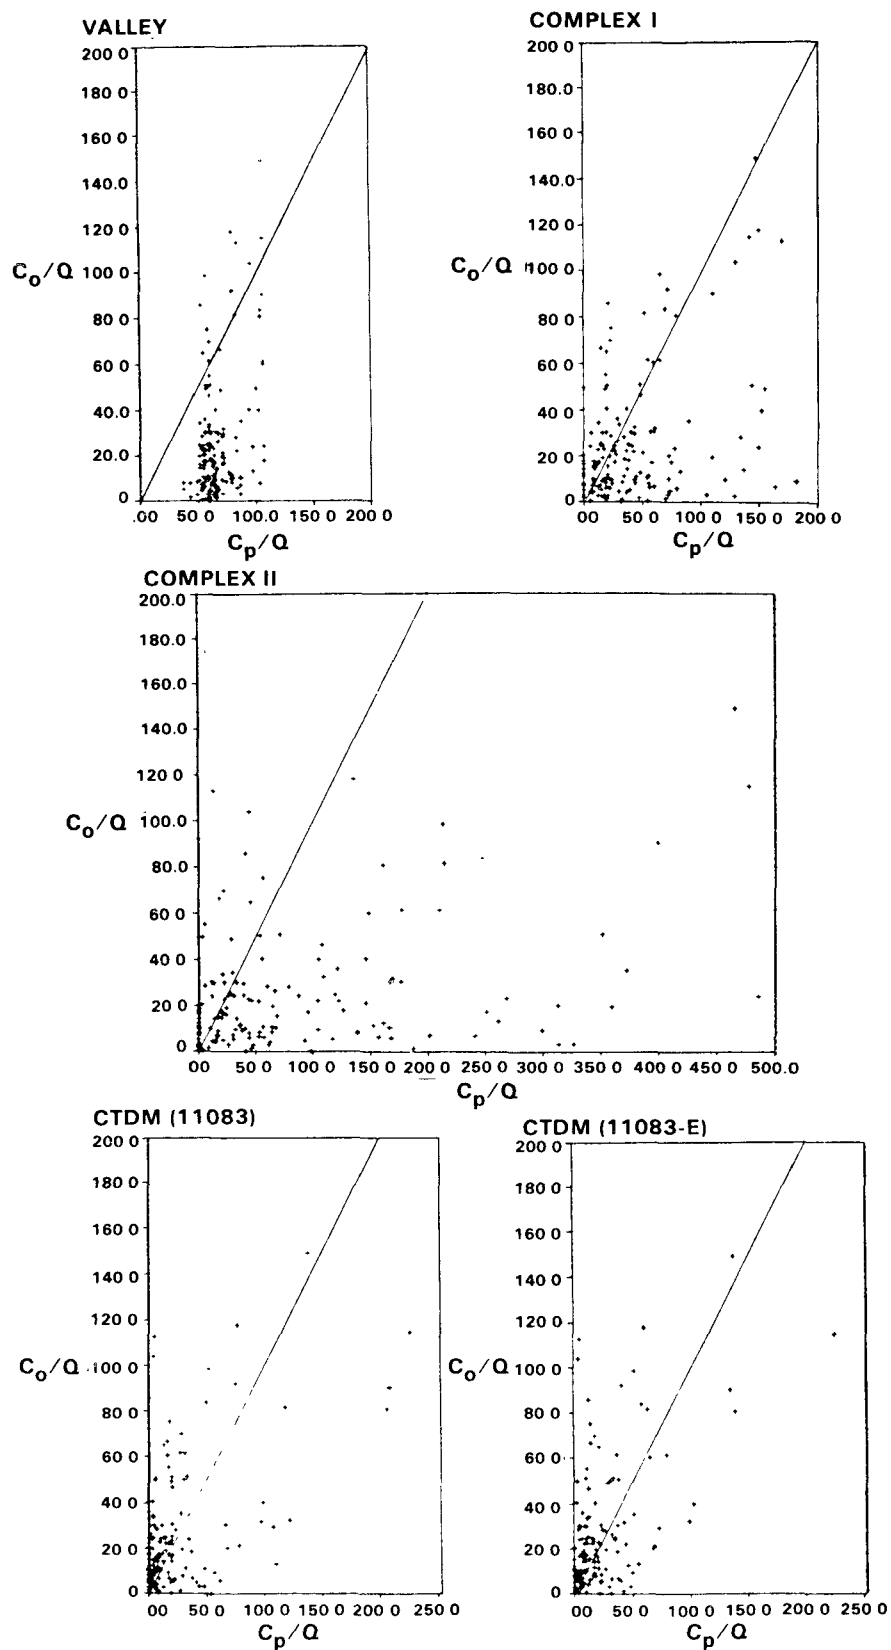 VALLEY
200 0
180 0
160 0
140.0
120 0
C₀/Q 100 0
80 0
60 0
40 0
20.0
0
.00 50 0 100.0 150 0 200 0
Cp/Q
COMPLEX I
200 0
180 0
160 0
140.0
120 0
C₀/Q 100 0
80 0
60 0
40 0
20 0
0
00 50 0 100 0 150 0 200 0
Cp/Q
COMPLEX II
200.0
180.0
160 0
140 0
120 0
C₀/Q 100.0
80 0
60 0
40 0
20 0
0
00 50 0 100 0 150 0 200 0 250 0 300 0 350 0 400 0 450 0 500.0
Cp/Q
CTDM (11083)
200 0
180 0
160 0
140 0
120 0
C₀/Q 100 0
80 0
60 0
40 0
20 0
0
00 50 0 100 0 150 0 200 0 250 0
Cp/Q
CTDM (11083-E)
200 0
180 0
160 0
140 0
120 0
C₀/Q 100 0
80 0
60 0
40 0
20 0
0
00 50.0 100 0 150 0 200 0 250 0
Cp/Q